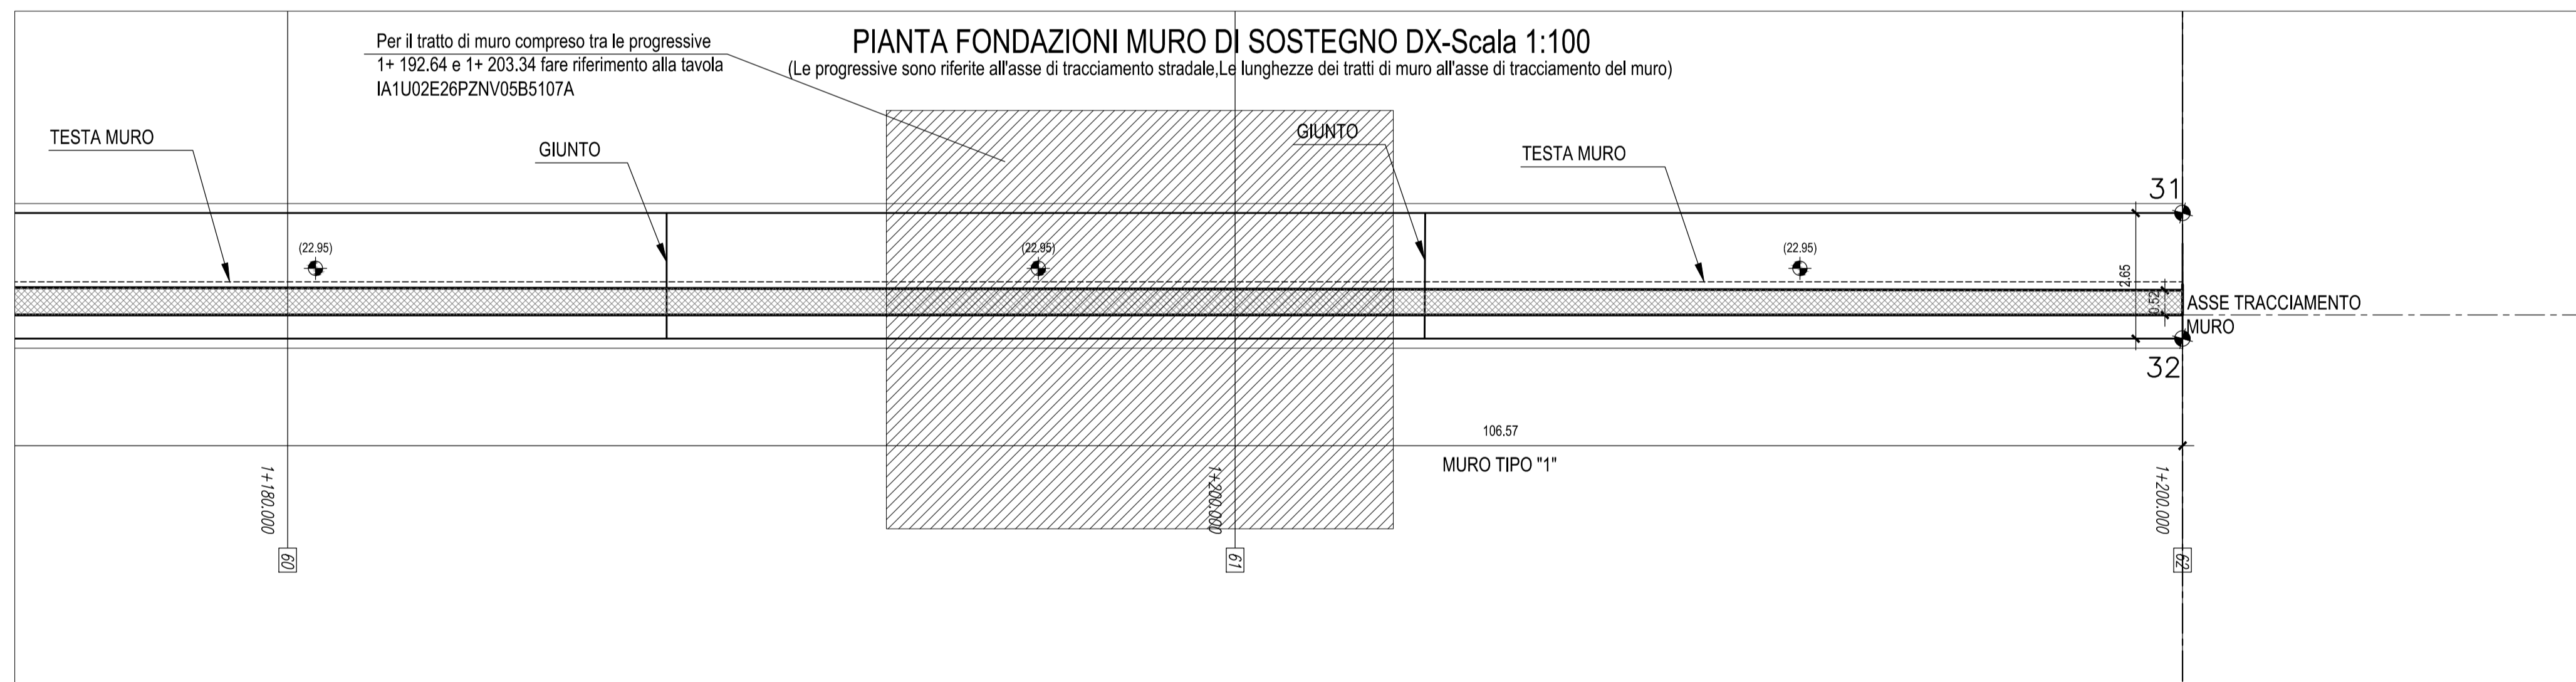 PIANTA FONDAZIONI MURO DI SOSTEGNO DX-Scala 1:100
(Le progressive sono riferite all'asse di tracciamento stradale,Le lunghezze dei tratti di muro all'asse di tracciamento del muro)
Per il tratto di muro compreso tra le progressive
1+ 192.64 e 1+ 203.34 fare riferimento alla tavola
IA1U02E26PZNV05B5107A
TESTA MURO
GIUNTO
GIUNTO
TESTA MURO
31
(22.95)
(22.95)
(22.95)
2.65
0.52
ASSE TRACCIAMENTO
MURO
32
106.57
MURO TIPO "1"
1+180.000
1+200.000
1+200.000
60
61
62